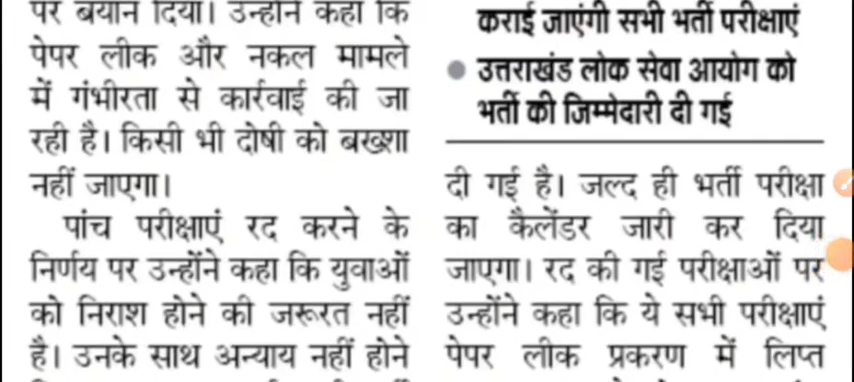 पर बयान दिया। उन्होंने कहा कि
पेपर लीक और नकल मामले
में गंभीरता से कार्रवाई की जा
रही है। किसी भी दोषी को बख्शा
नहीं जाएगा।
पांच परीक्षाएं रद करने के
निर्णय पर उन्होंने कहा कि युवाओं
को निराश होने की जरूरत नहीं
है। उनके साथ अन्याय नहीं होने
कराई जाएंगी सभी भर्ती परीक्षाएं
● उत्तराखंड लोक सेवा आयोग को
भर्ती की जिम्मेदारी दी गई
दी गई है। जल्द ही भर्ती परीक्षा
का कैलेंडर जारी कर दिया
जाएगा। रद की गई परीक्षाओं पर
उन्होंने कहा कि ये सभी परीक्षाएं
पेपर लीक प्रकरण में लिप्त